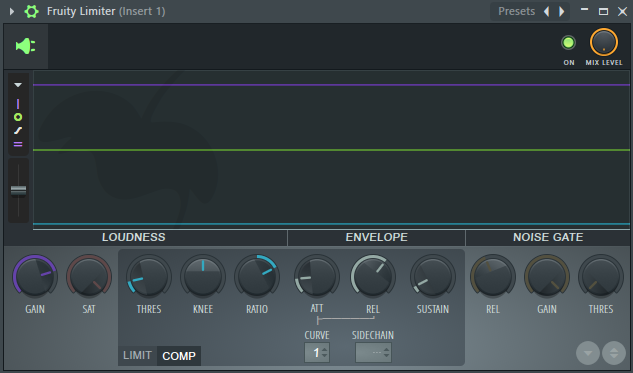 Fruity Limiter (Insert 1)
Presets
ON
MIX LEVEL
LOUDNESS
ENVELOPE
NOISE GATE
GAIN
SAT
THRES
KNEE
RATIO
ATT
REL
SUSTAIN
REL
GAIN
THRES
CURVE
SIDECHAIN
LIMIT
COMP
1
---